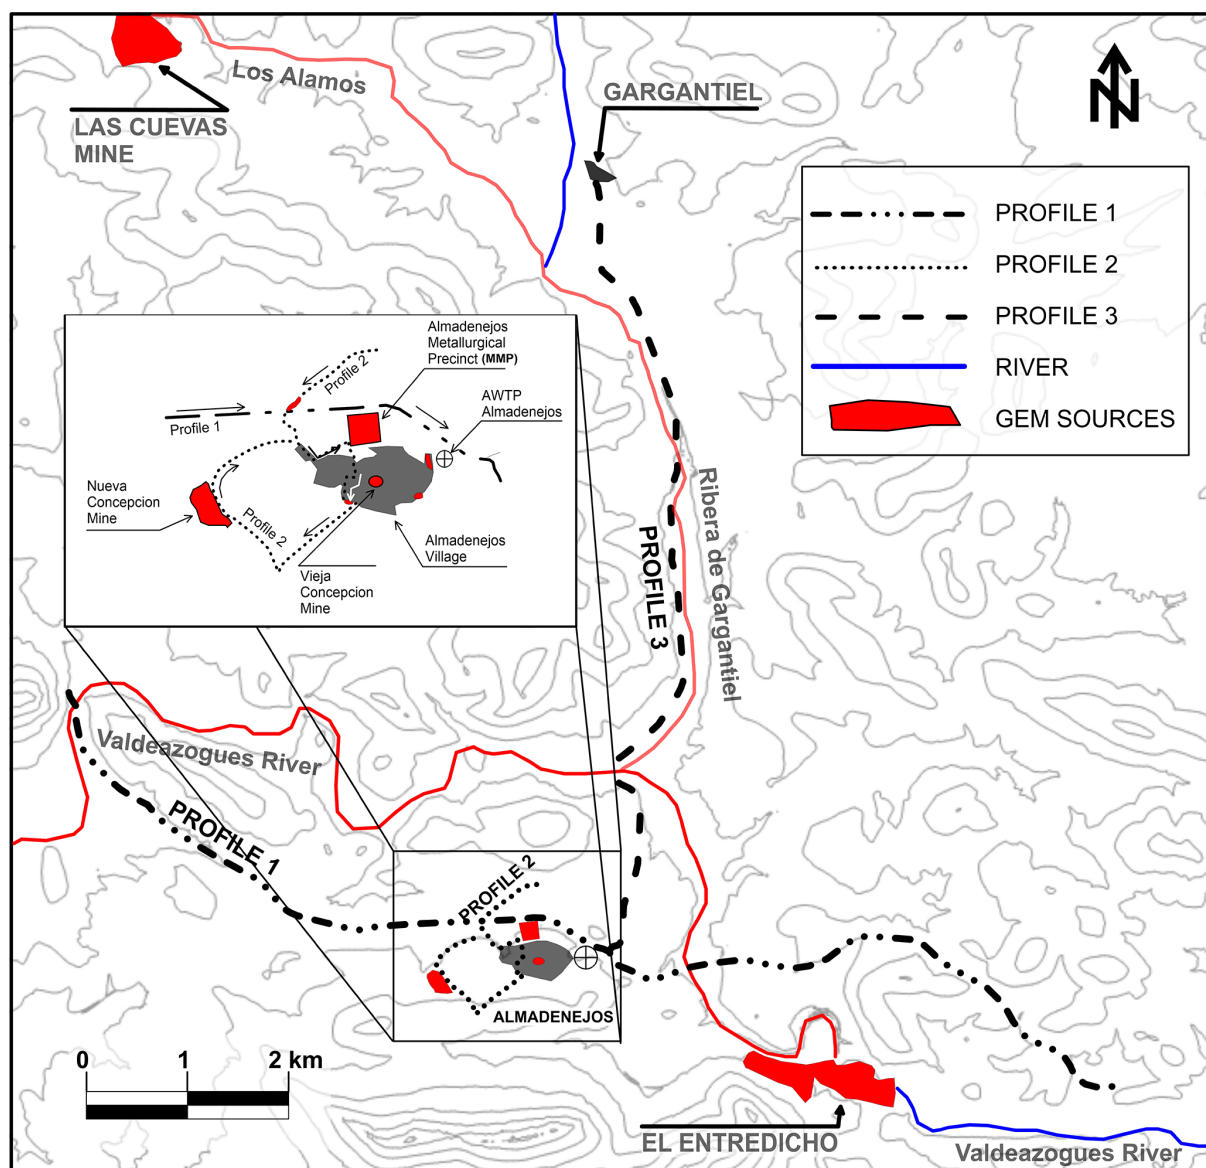 Los Alamos
LAS CUEVAS
MINE
GARGANTIEL
N
PROFILE 1
PROFILE 2
PROFILE 3
RIVER
GEM SOURCES
Almadenejos
Metallurgical
Precinct (MMP)
Profile 2
AWTP
Almadenejos
Profile 1
Nueva
Concepcion
Mine
Profile 2
Almadenejos
Village
Vieja
Concepcion
Mine
PROFILE 3
Ribera de Gargantiel
Valdeazogues River
PROFILE 1
PROFILE 2
ALMADENEJOS
0 1 2 km
EL ENTREDICHO
Valdeazogues River